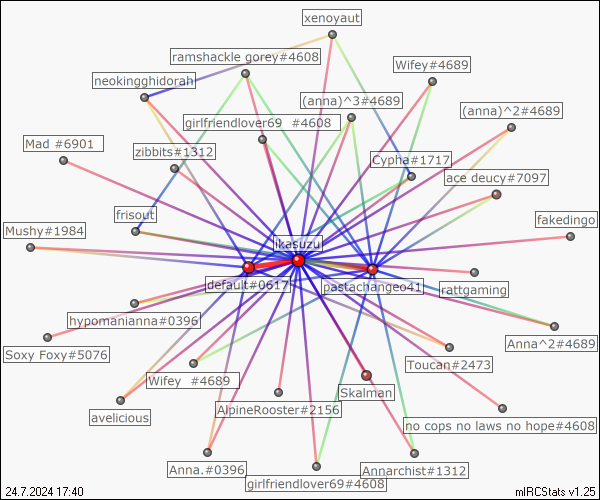 xenoyaut
ramshackle gorey#4608
Wifey#4689
neokingghidorah
(anna)^3#4689
(anna)^2#4689
girlfriendlover69 #4608
Mad #6901
zibbits#1312
Cypha#1717
ace deucy#7097
frisout
fakedingo
Mushy#1984
ikasuzu
default#0617
pastachangeo41
rattgaming
hypomanianna#0396
Anna^2#4689
Soxy Foxy#5076
Toucan#2473
Wifey #4689
Skalman
avelicious
AlpineRooster#2156
no cops no laws no hope#4608
Anna.#0396
Annarchist#1312
girlfriendlover69#4608
24.7.2024 17:40
mIRCStats v1.25